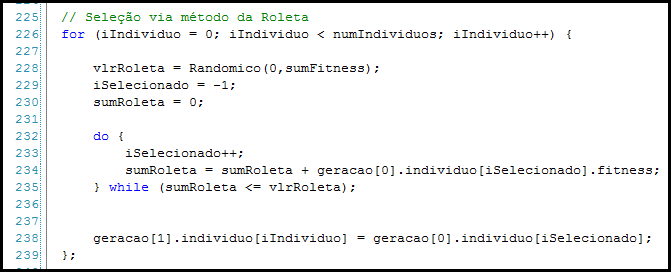 225 // Seleção via método da Roleta
226 for (iIndividuo = 0; iIndividuo < numIndividuos; iIndividuo++) {
227
228 vlrRoleta = Randomico(0,sumFitness);
229 iSelecionado = -1;
230 sumRoleta = 0;
231
232 do {
233 iSelecionado++;
234 sumRoleta = sumRoleta + geracao[0].individuo[iSelecionado].fitness;
235 } while (sumRoleta <= vlrRoleta);
236
237
238 geracao[1].individuo[iIndividuo] = geracao[0].individuo[iSelecionado];
239 };